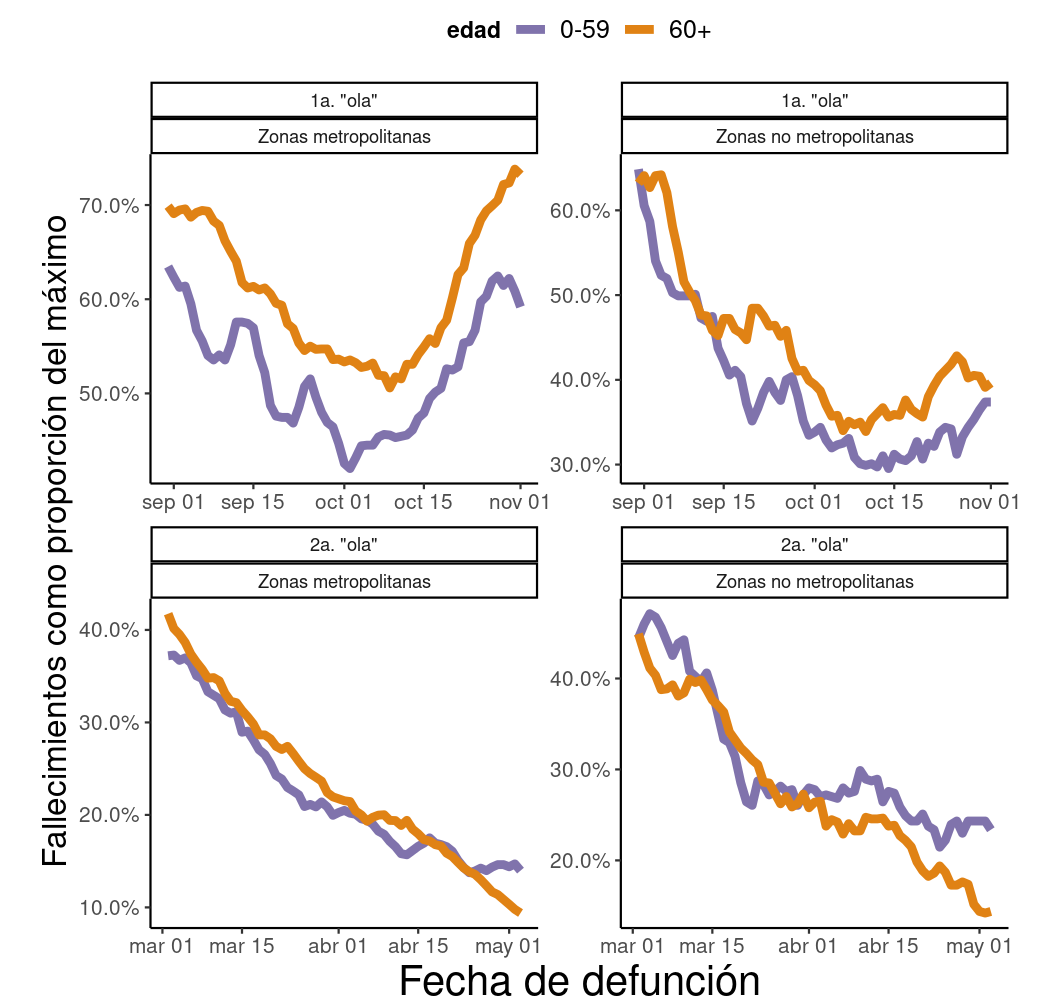 edad 0-59 60+
Fallecimientos como proporción del máximo
1a. "ola"
Zonas metropolitanas
70.0%
60.0%
50.0%
sep 01 sep 15 oct 01 oct 15 nov 01
1a. "ola"
Zonas no metropolitanas
60.0%
50.0%
40.0%
30.0%
sep 01 sep 15 oct 01 oct 15 nov 01
2a. "ola"
Zonas metropolitanas
40.0%
30.0%
20.0%
10.0%
mar 01 mar 15 abr 01 abr 15 may 01
2a. "ola"
Zonas no metropolitanas
40.0%
30.0%
20.0%
mar 01 mar 15 abr 01 abr 15 may 01
Fecha de defunción